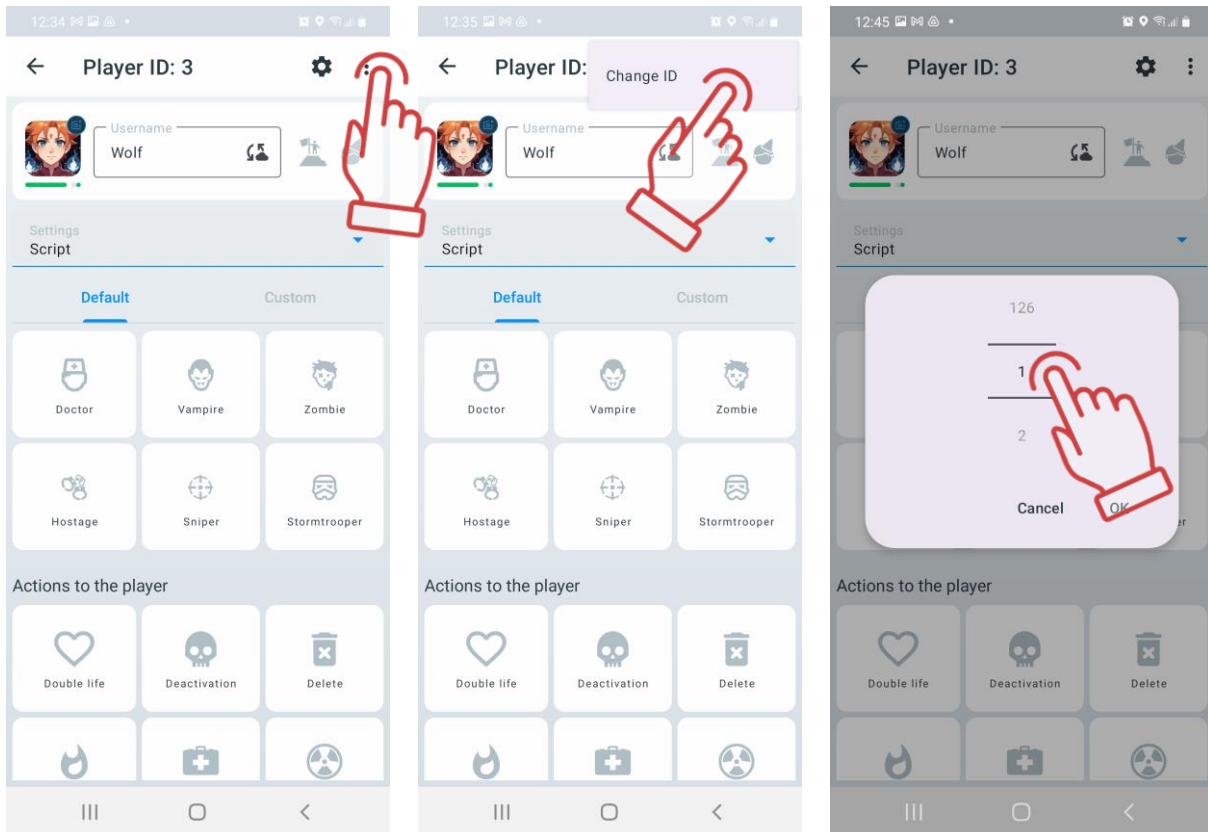 12:34
Player ID: 3
Username
Wolf
Settings
Script
Default Custom
Doctor Vampire Zombie
Hostage Sniper Stormtrooper
Actions to the player
Double life Deactivation Delete
12:35
Player ID:
Change ID
Username
Wolf
Settings
Script
Default Custom
Doctor Vampire Zombie
Hostage Sniper Stormtrooper
Actions to the player
Double life Deactivation Delete
12:45
Player ID: 3
Username
Wolf
Settings
Script
126
1
2
Cancel OK
er
Actions to the player
Double life Deactivation Delete